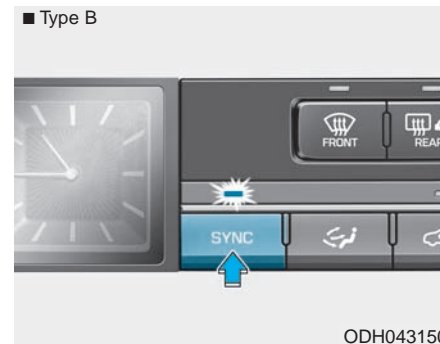 ■ Type B
FRONT
REAR
SYNC
ODH043150